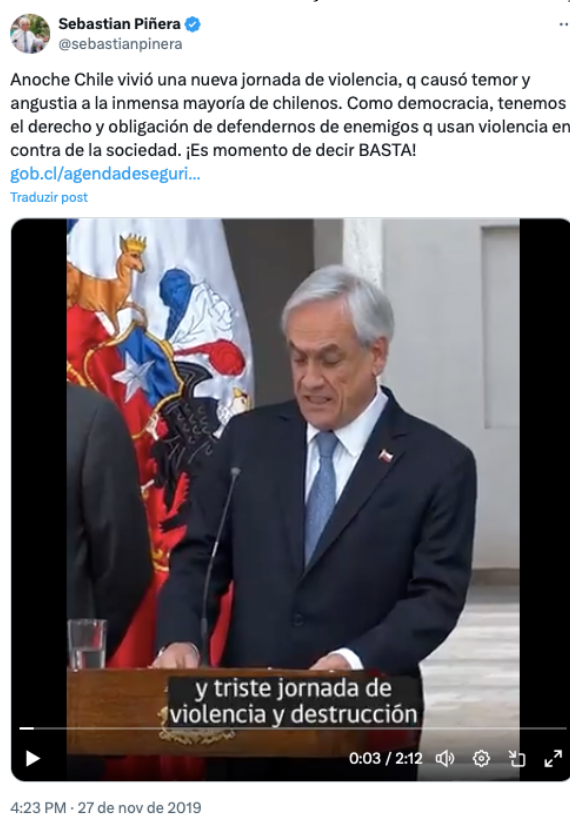 Sebastian Piñera
@sebastianpinera
Anoche Chile vivió una nueva jornada de violencia, q causó temor y
angustia a la inmensa mayoría de chilenos. Como democracia, tenemos
el derecho y obligación de defendernos de enemigos q usan violencia en
contra de la sociedad. ¡Es momento de decir BASTA!
gob.cl/agendadeseguri...
Traduzir post
y triste jornada de
violencia y destrucción
0:03 / 2:12
4:23 PM · 27 de nov de 2019